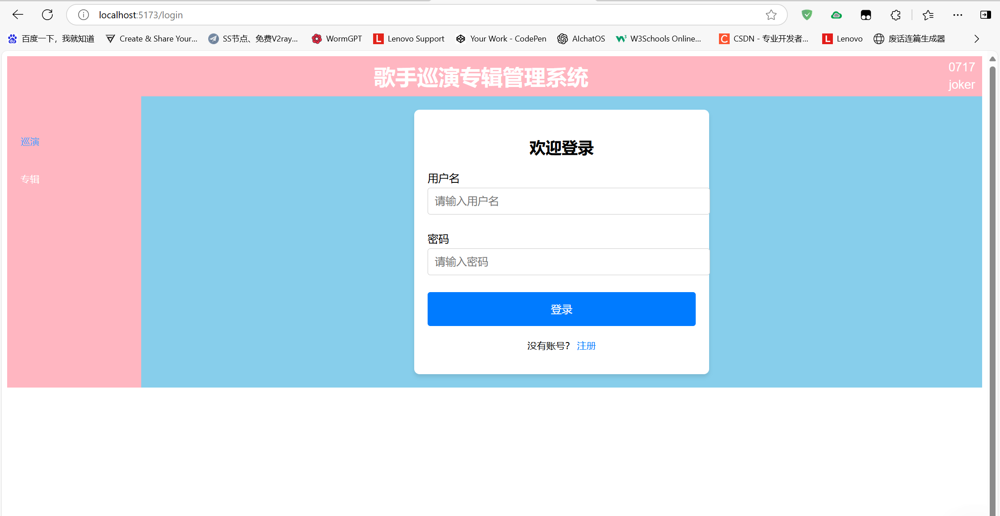 localhost:5173/login
百度一下，我就知道
Create & Share Your...
SS节点、免费V2ray...
WormGPT
Lenovo Support
Your Work - CodePen
AIchatOS
W3Schools Online...
CSDN - 专业开发者...
Lenovo
废话连篇生成器
歌手巡演专辑管理系统
0717
joker
巡演
专辑
欢迎登录
用户名
请输入用户名
密码
请输入密码
登录
没有账号? 注册